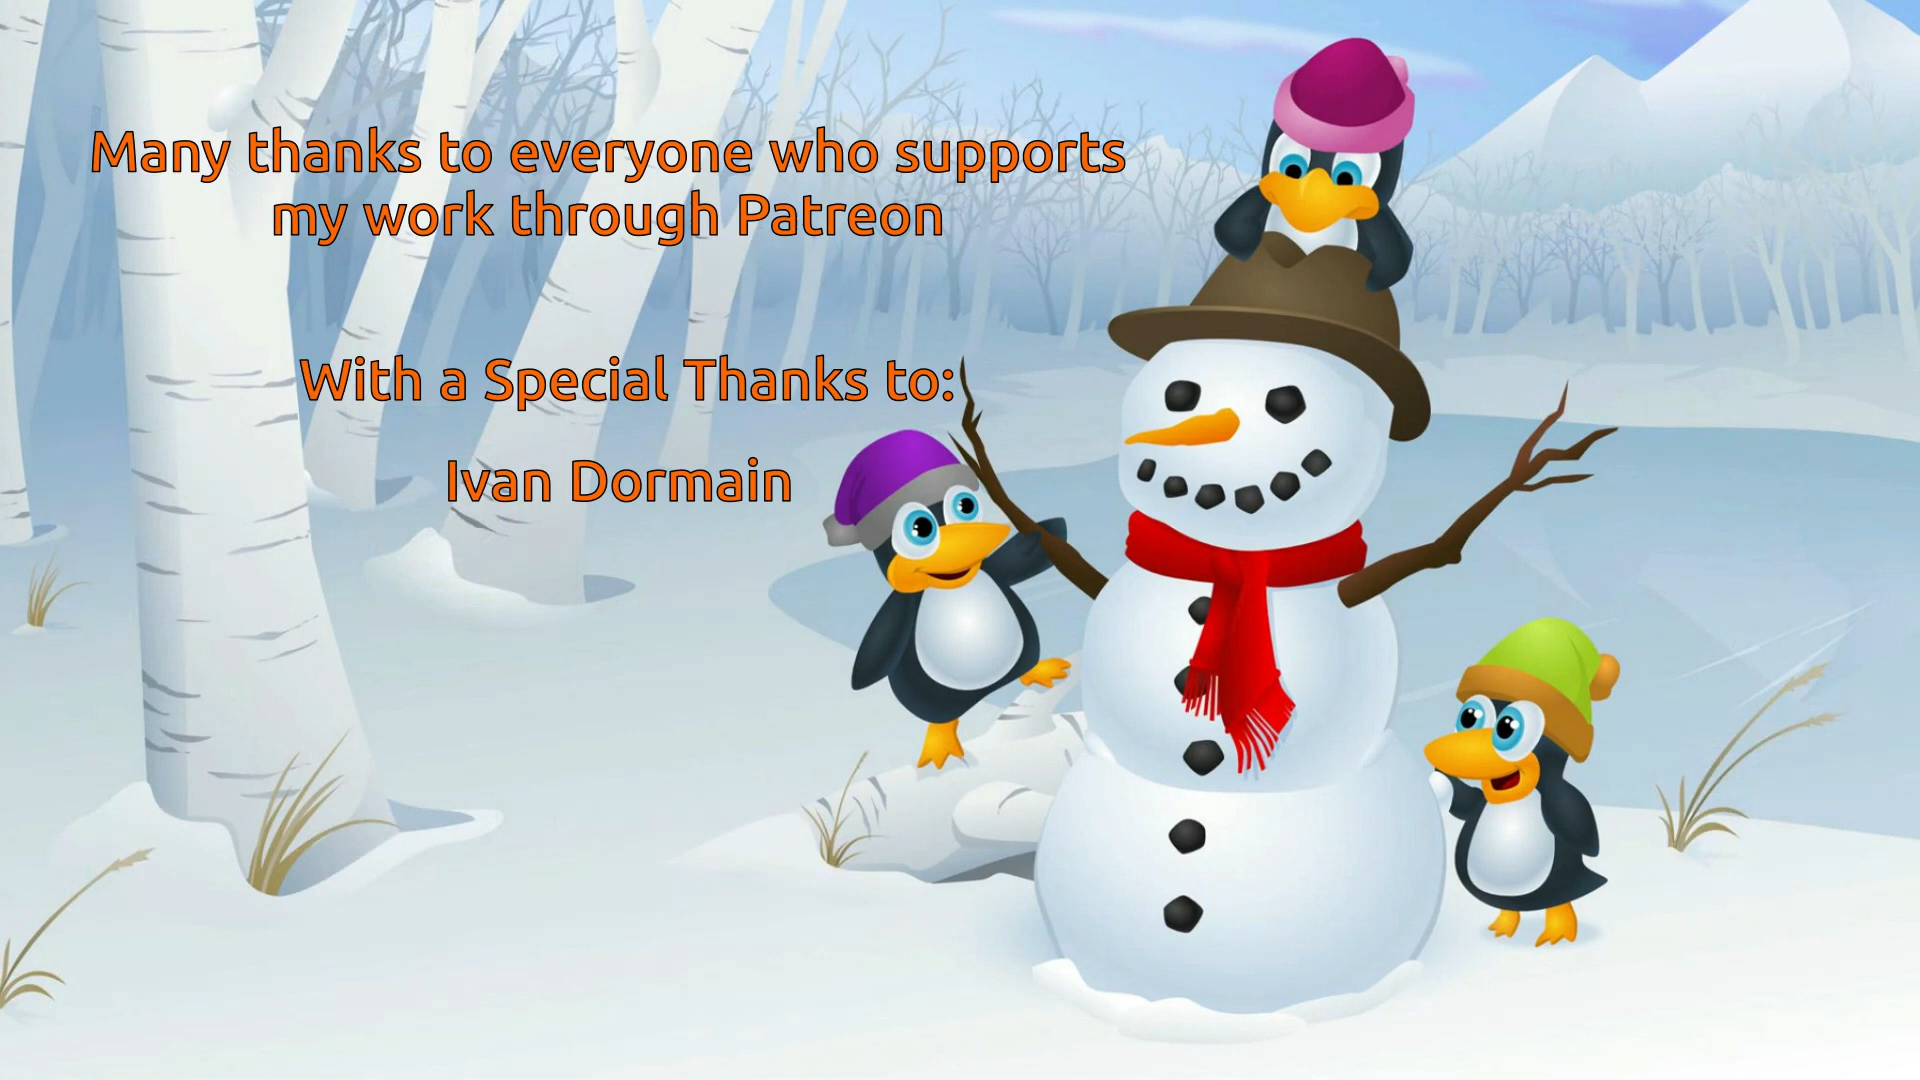 Many thanks to everyone who supports
my work through Patreon
With a Special Thanks to:
Ivan Dormain